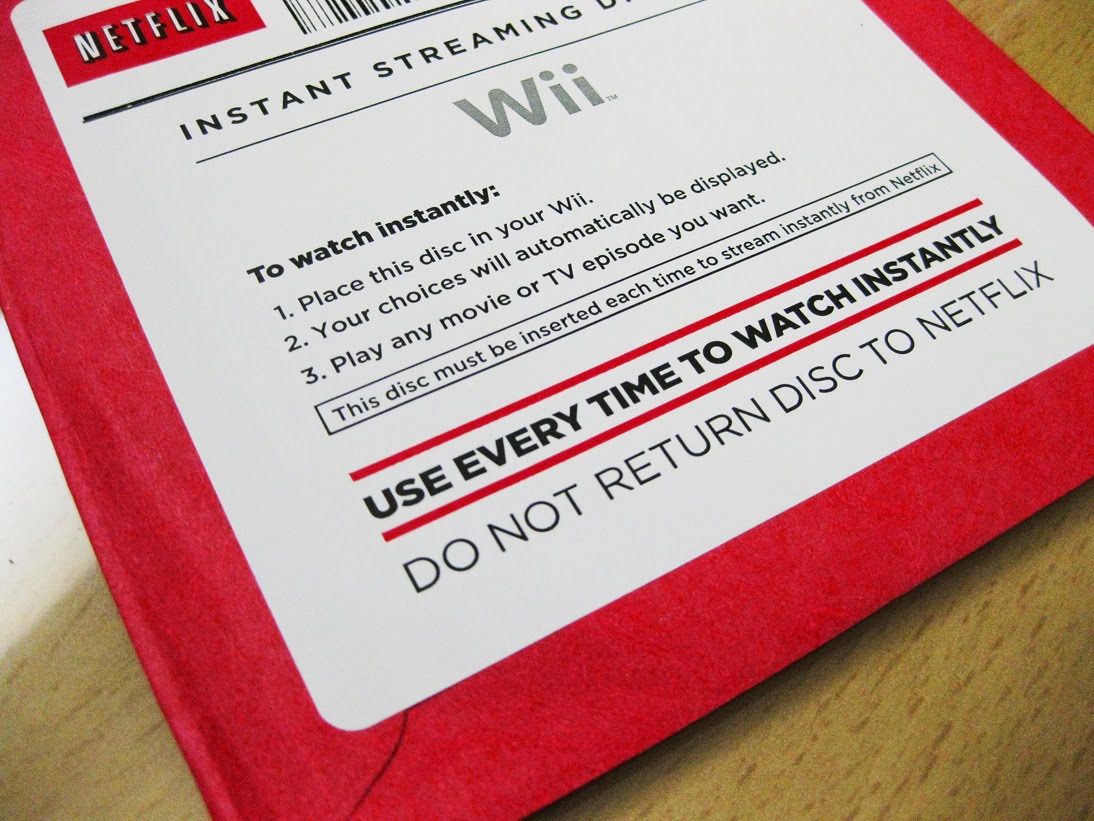 NETFLIX
INSTANT STREAMING
Wii™
To watch instantly:
1. Place this disc in your Wii.
2. Your choices will automatically be displayed.
3. Play any movie or TV episode you want.
This disc must be inserted each time to stream instantly from Netflix
USE EVERY TIME TO WATCH INSTANTLY
DO NOT RETURN DISC TO NETFLIX